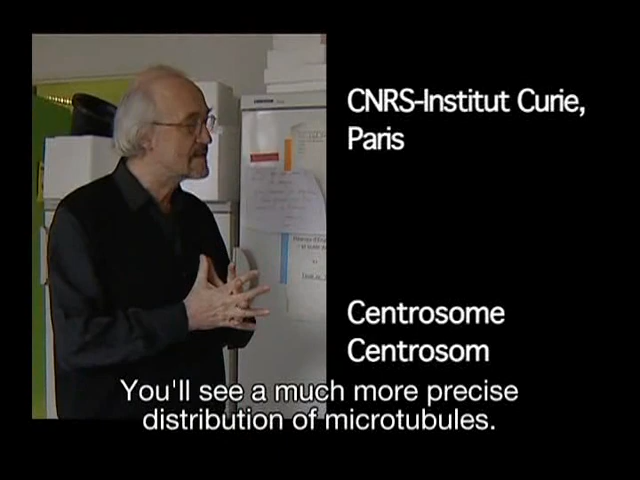 CNRS-Institut Curie,
Paris
Centrosome
Centrosom
You'll see a much more precise
distribution of microtubules.